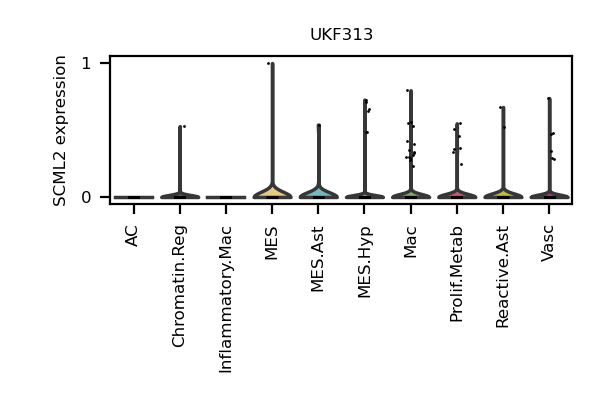 UKF313
SCML2 expression
1
0
AC
Chromatin.Reg
Inflammatory.Mac
MES
MES.Ast
MES.Hyp
Mac
Prolif.Metab
Reactive.Ast
Vasc